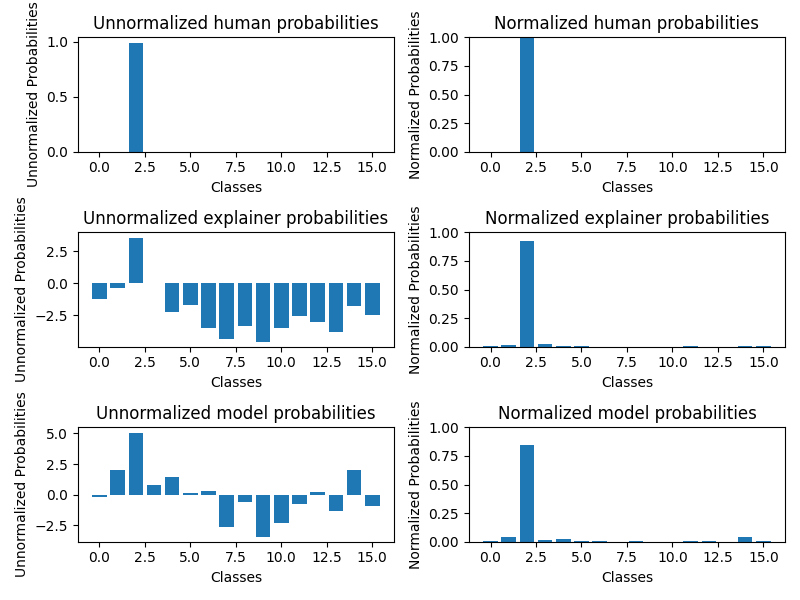 Unnormalized human probabilities
Unnormalized Probabilities
1.0
0.5
0.0
0.0 2.5 5.0 7.5 10.0 12.5 15.0
Classes
Normalized human probabilities
Normalized Probabilities
1.00
0.75
0.50
0.25
0.00
0.0 2.5 5.0 7.5 10.0 12.5 15.0
Classes
Unnormalized explainer probabilities
Unnormalized Probabilities
2.5
0.0
−2.5
0.0 2.5 5.0 7.5 10.0 12.5 15.0
Classes
Normalized explainer probabilities
Normalized Probabilities
1.00
0.75
0.50
0.25
0.00
0.0 2.5 5.0 7.5 10.0 12.5 15.0
Classes
Unnormalized model probabilities
Unnormalized Probabilities
5.0
2.5
0.0
−2.5
0.0 2.5 5.0 7.5 10.0 12.5 15.0
Classes
Normalized model probabilities
Normalized Probabilities
1.00
0.75
0.50
0.25
0.00
0.0 2.5 5.0 7.5 10.0 12.5 15.0
Classes